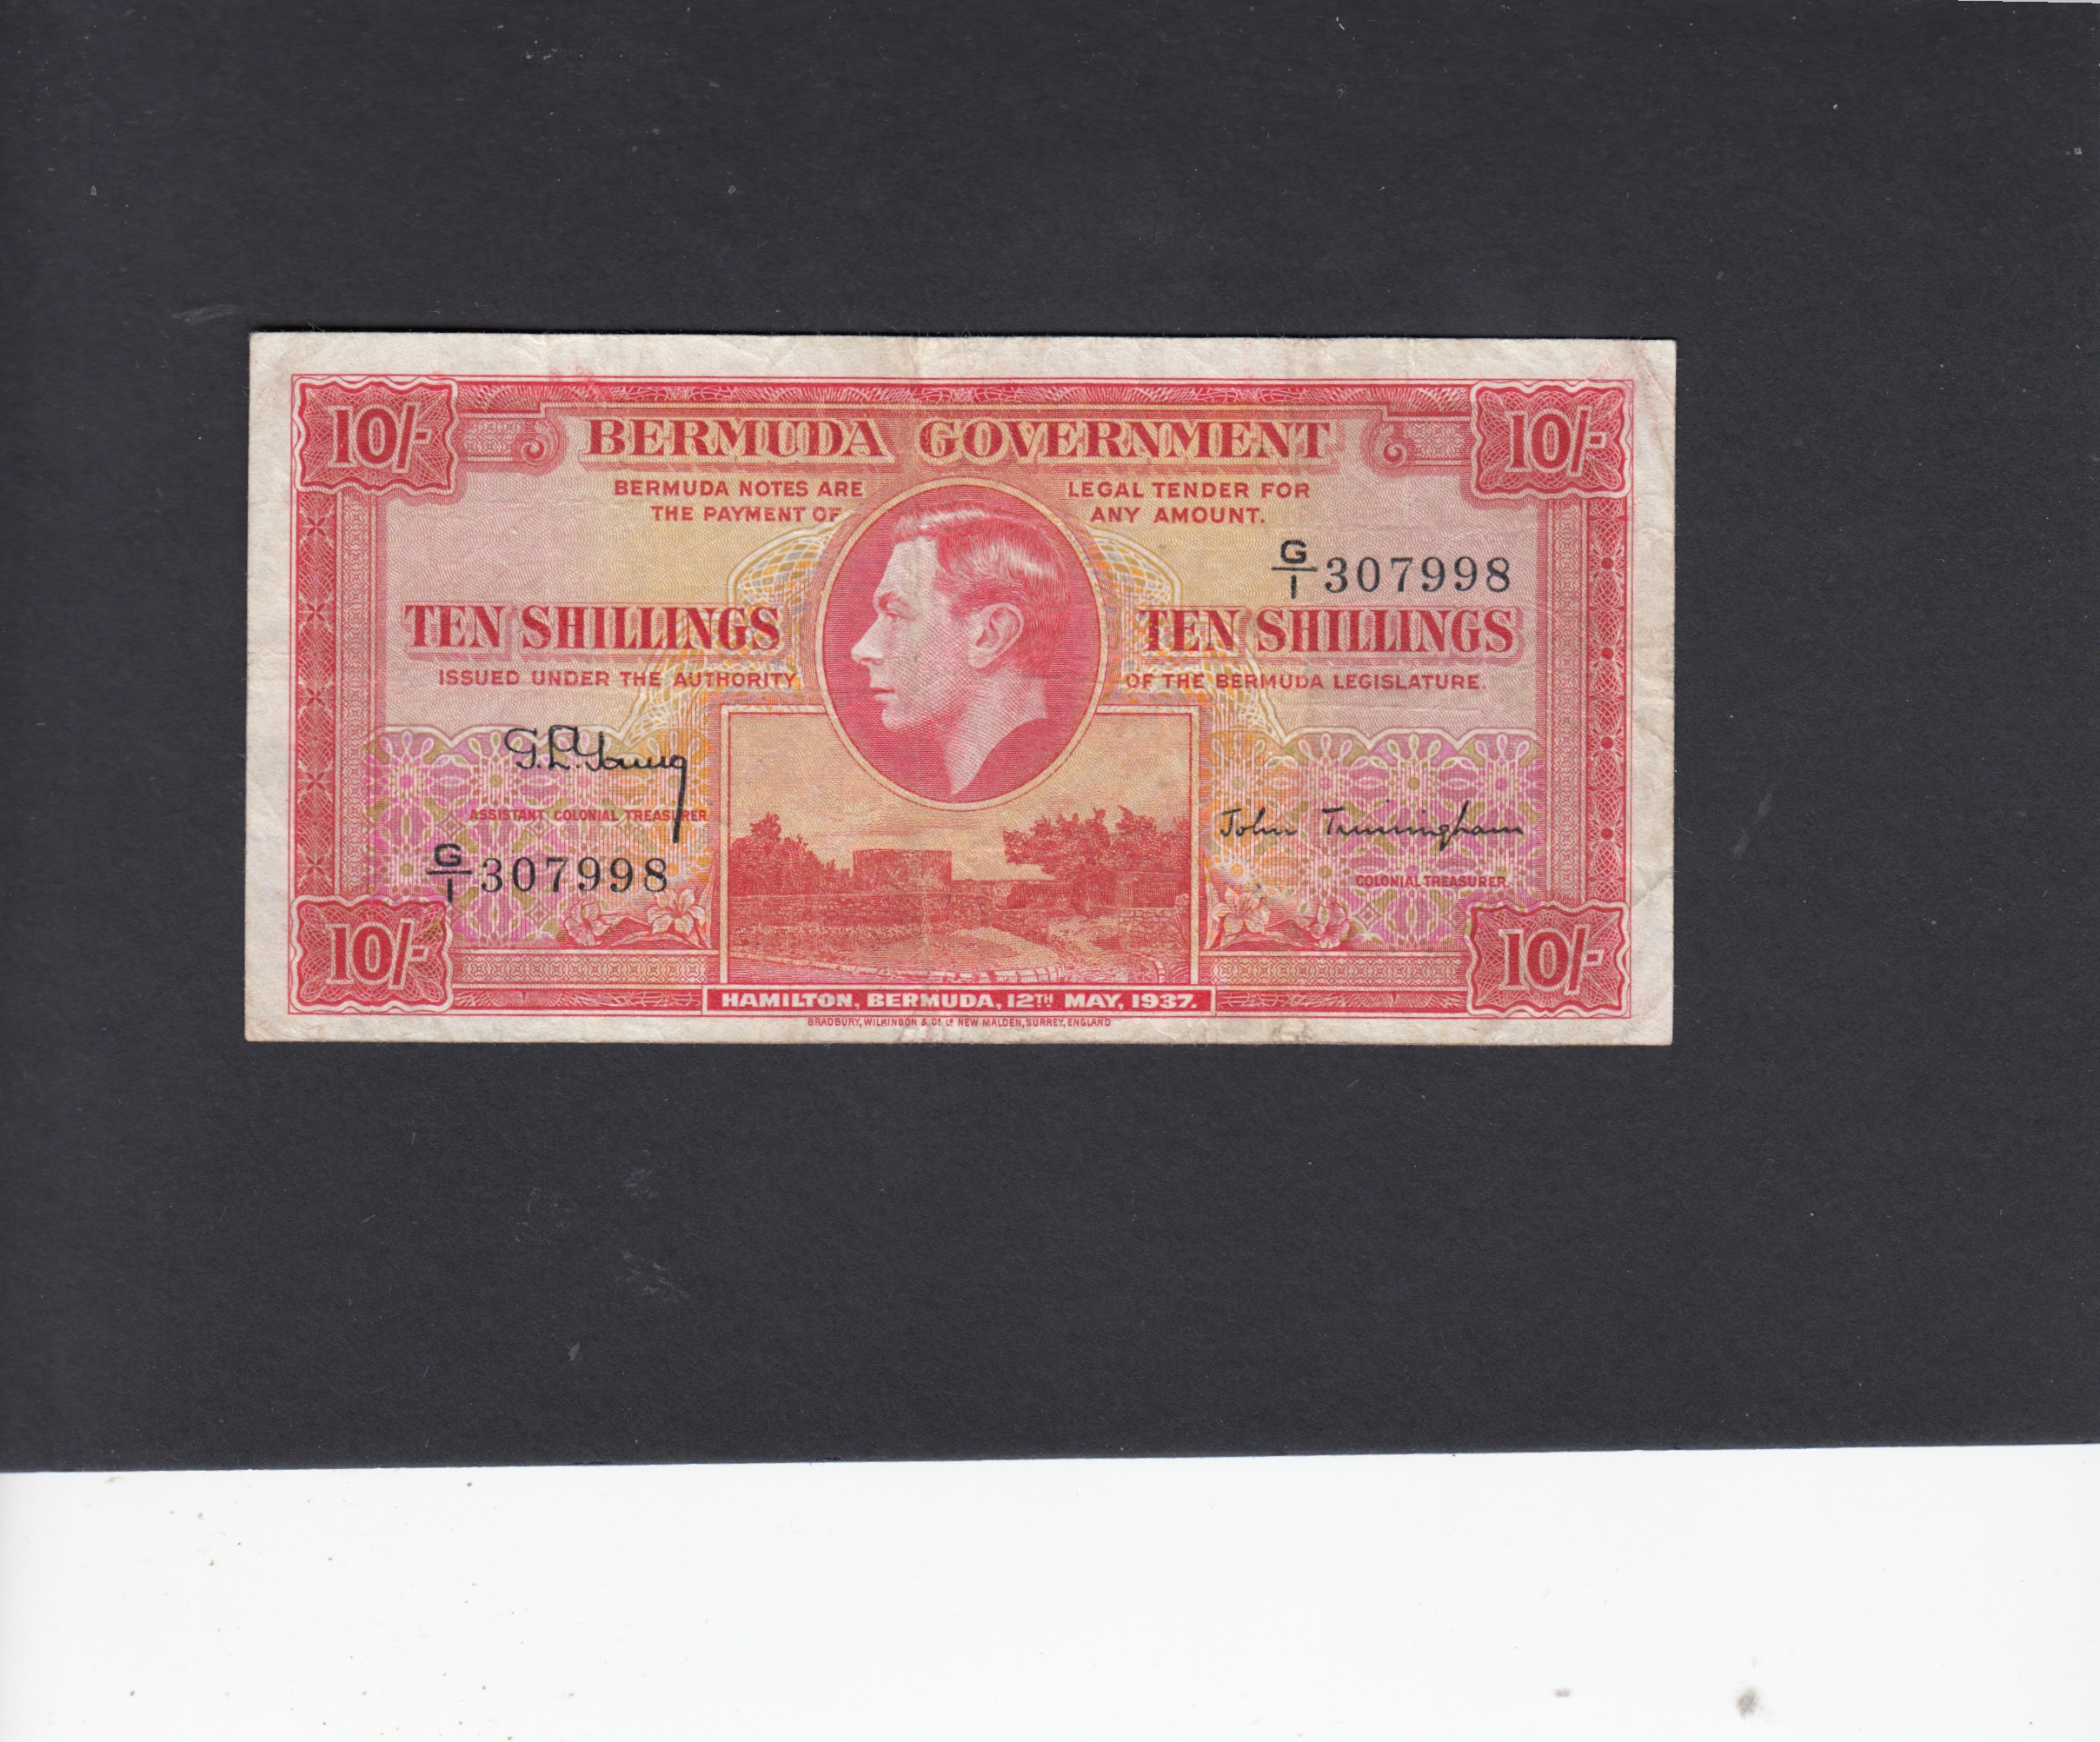 10/- BERMUDA GOVERNMENT 10/-
BERMUDA NOTES ARE LEGAL TENDER FOR
THE PAYMENT OF ANY AMOUNT.
G/1 307998
TEN SHILLINGS TEN SHILLINGS
ISSUED UNDER THE AUTHORITY OF THE BERMUDA LEGISLATURE.
G.L. Young
ASSISTANT COLONIAL TREASURER.
John Trimingham
G/1 307998
COLONIAL TREASURER.
10/- 10/-
HAMILTON, BERMUDA, 12TH MAY, 1937.
BRADBURY, WILKINSON & Co. Ld. NEW MALDEN, SURREY, ENGLAND